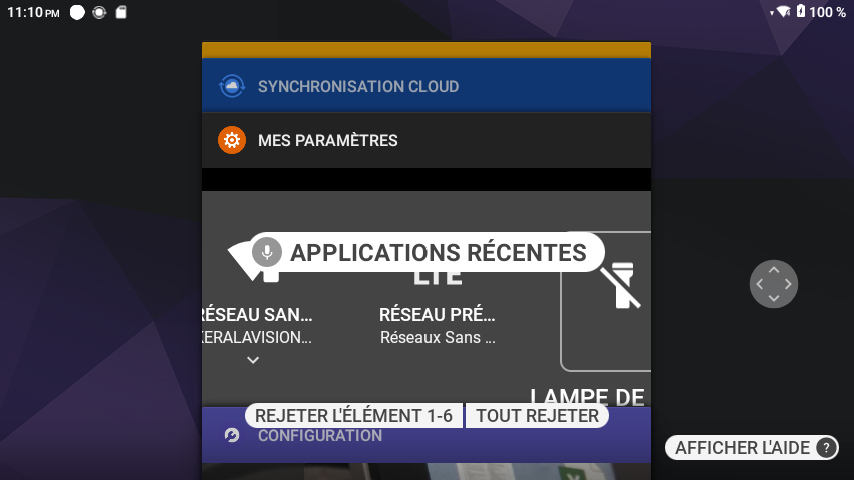 11:10 PM
100 %
SYNCHRONISATION CLOUD
MES PARAMÈTRES
APPLICATIONS RÉCENTES
LTE
RÉSEAU SAN...
RÉSEAU PRÉ...
KERALAVISION...
Réseaux Sans ...
LAMPE DE
REJETER L'ÉLÉMENT 1-6
TOUT REJETER
CONFIGURATION
AFFICHER L'AIDE ?